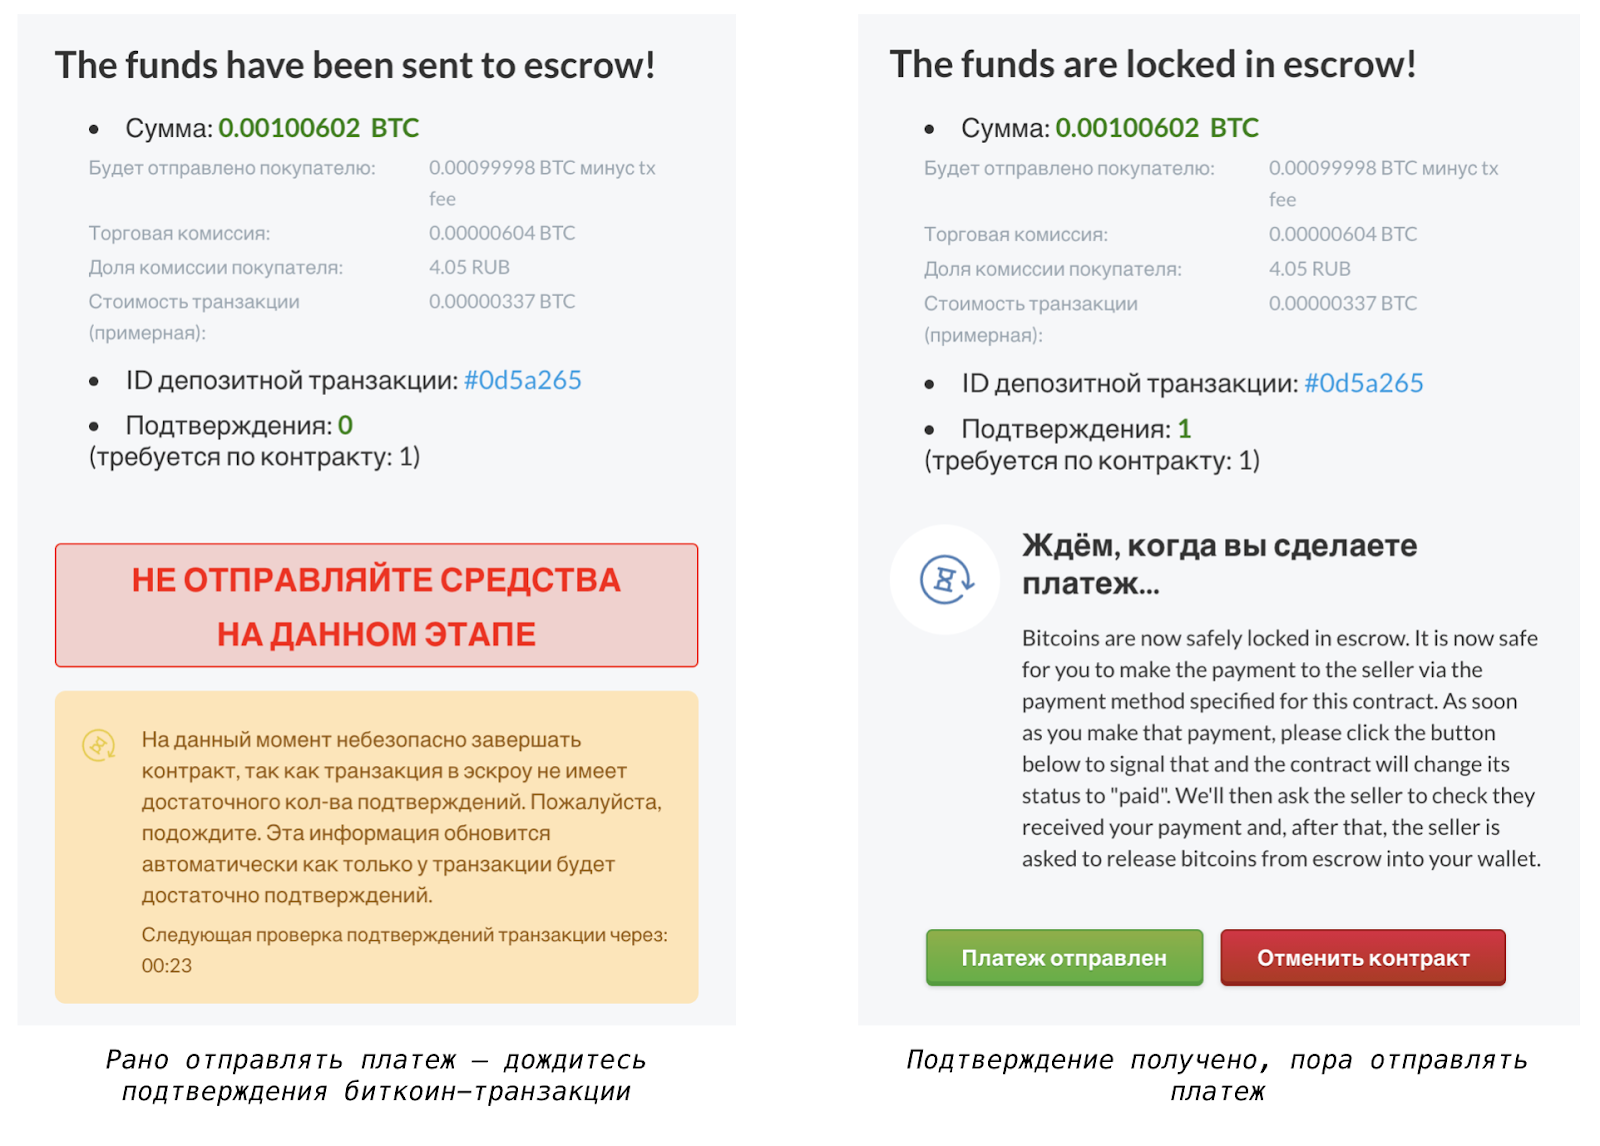 The funds have been sent to escrow!
• Сумма: 0.00100602 BTC
Будет отправлено покупателю: 0.00099998 BTC минус tx
fee
Торговая комиссия: 0.00000604 BTC
Доля комиссии покупателя: 4.05 RUB
Стоимость транзакции 0.00000337 BTC
(примерная):
• ID депозитной транзакции: #0d5a265
• Подтверждения: 0
(требуется по контракту: 1)
НЕ ОТПРАВЛЯЙТЕ СРЕДСТВА
НА ДАННОМ ЭТАПЕ
На данный момент небезопасно завершать
контракт, так как транзакция в эскроу не имеет
достаточного кол-ва подтверждений. Пожалуйста,
подождите. Эта информация обновится
автоматически как только у транзакции будет
достаточно подтверждений.
Следующая проверка подтверждений транзакции через:
00:23
Рано отправлять платеж — дождитесь
подтверждения биткоин-транзакции
The funds are locked in escrow!
• Сумма: 0.00100602 BTC
Будет отправлено покупателю: 0.00099998 BTC минус tx
fee
Торговая комиссия: 0.00000604 BTC
Доля комиссии покупателя: 4.05 RUB
Стоимость транзакции 0.00000337 BTC
(примерная):
• ID депозитной транзакции: #0d5a265
• Подтверждения: 1
(требуется по контракту: 1)
Ждём, когда вы сделаете
платеж...
Bitcoins are now safely locked in escrow. It is now safe
for you to make the payment to the seller via the
payment method specified for this contract. As soon
as you make that payment, please click the button
below to signal that and the contract will change its
status to "paid". We'll then ask the seller to check they
received your payment and, after that, the seller is
asked to release bitcoins from escrow into your wallet.
Платеж отправлен Отменить контракт
Подтверждение получено, пора отправлять
платеж